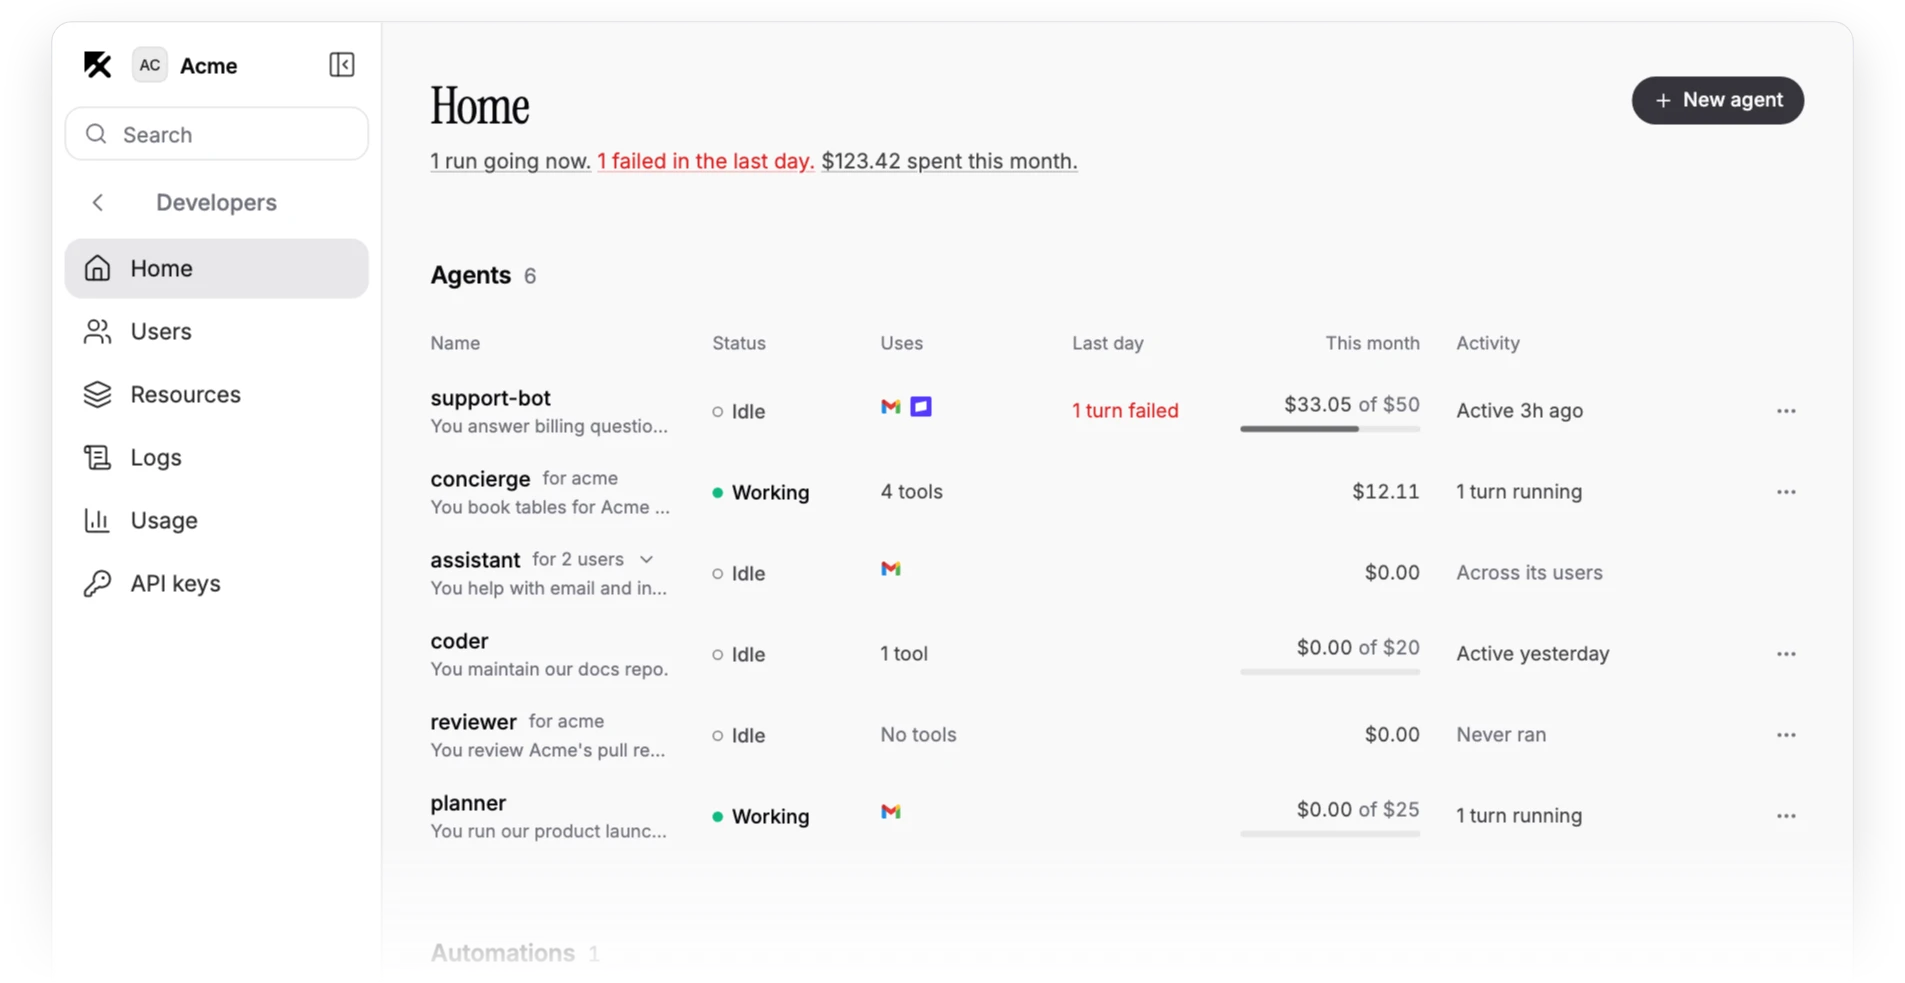 AC Acme
Search
Developers
Home
Users
Resources
Logs
Usage
API keys
Home
+ New agent
1 run going now. 1 failed in the last day. $123.42 spent this month.
Agents 6
Name Status Uses Last day This month Activity
support-bot
You answer billing questio...
Idle
1 turn failed
$33.05 of $50
Active 3h ago
concierge for acme
You book tables for Acme ...
Working
4 tools
$12.11
1 turn running
assistant for 2 users
You help with email and in...
Idle
$0.00
Across its users
coder
You maintain our docs repo.
Idle
1 tool
$0.00 of $20
Active yesterday
reviewer for acme
You review Acme's pull re...
Idle
No tools
$0.00
Never ran
planner
You run our product launc...
Working
$0.00 of $25
1 turn running
Automations 1